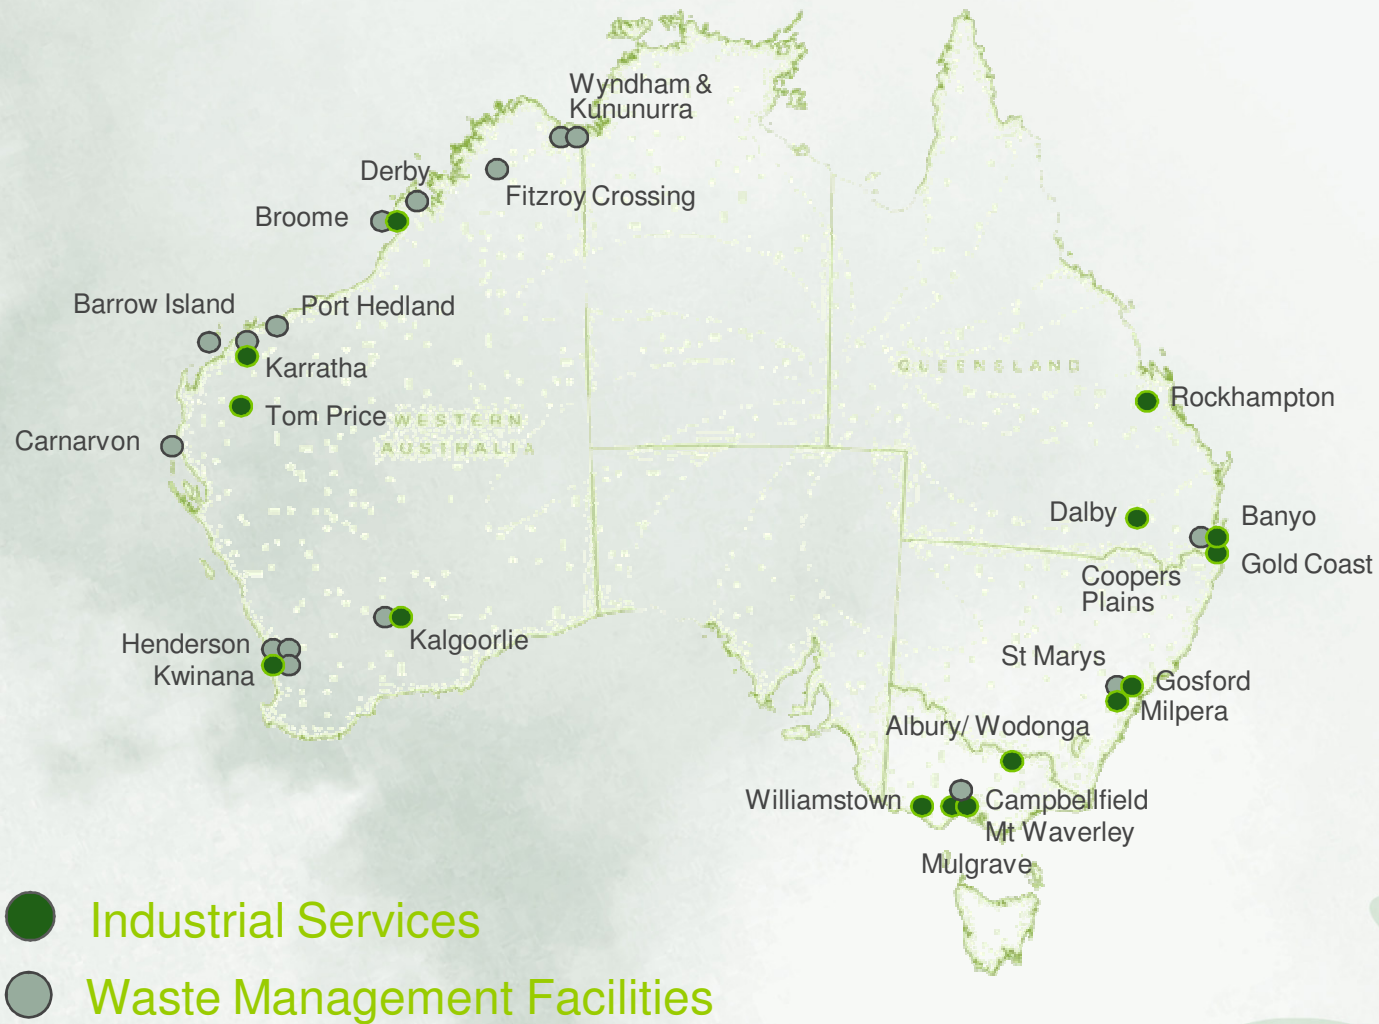 Wyndham &
Kununurra
Derby
Fitzroy Crossing
Broome
Barrow Island
Port Hedland
Karratha
QUEENSLAND
Rockhampton
Tom Price
WESTERN
AUSTRALIA
Carnarvon
Dalby
Banyo
Gold Coast
Coopers
Plains
Henderson
Kalgoorlie
Kwinana
St Marys
Gosford
Milpera
Albury/ Wodonga
Williamstown
Campbellfield
Mt Waverley
Mulgrave
Industrial Services
Waste Management Facilities